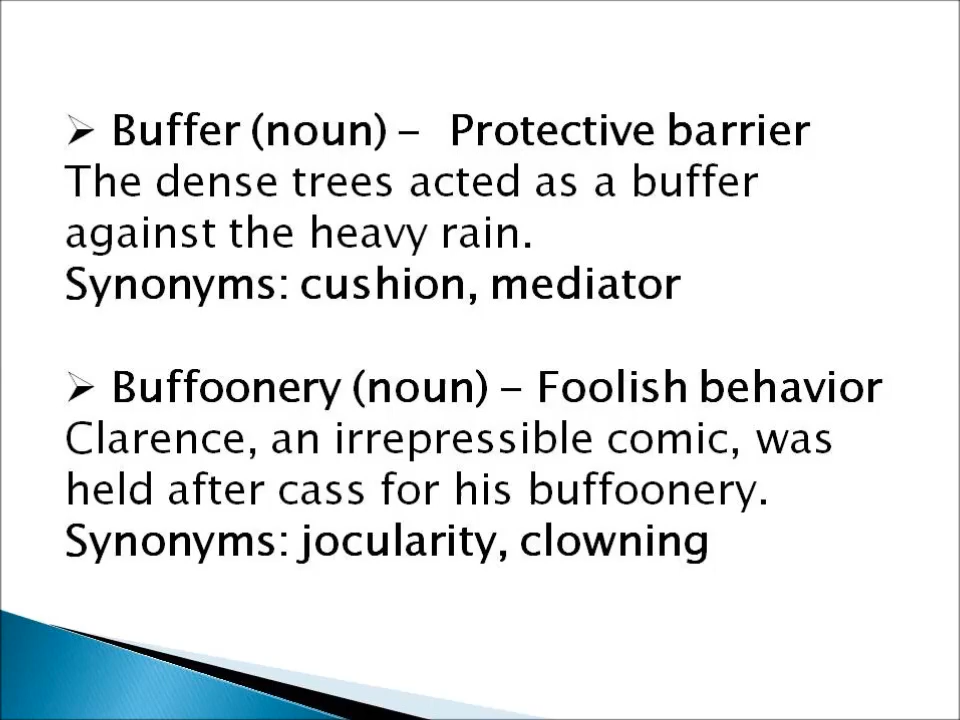 ➢ Buffer (noun) – Protective barrier
The dense trees acted as a buffer
against the heavy rain.
Synonyms: cushion, mediator
➢ Buffoonery (noun) – Foolish behavior
Clarence, an irrepressible comic, was
held after cass for his buffoonery.
Synonyms: jocularity, clowning